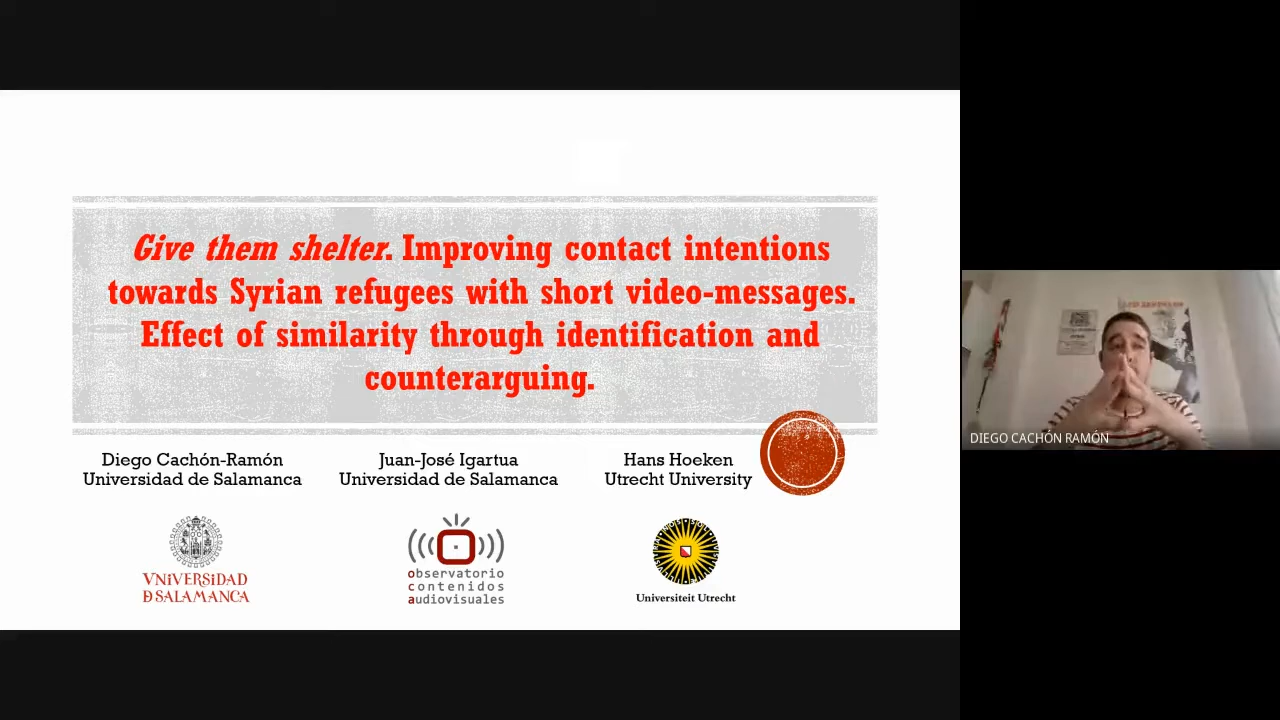 Give them shelter. Improving contact intentions
towards Syrian refugees with short video-messages.
Effect of similarity through identification and
counterarguing.
Diego Cachón-Ramón
Universidad de Salamanca
Juan-José Igartua
Universidad de Salamanca
Hans Hoeken
Utrecht University
VNIVERSIDAD
D SALAMANCA
observatorio
contenidos
audiovisuales
Universiteit Utrecht
DIEGO CACHÓN RAMÓN